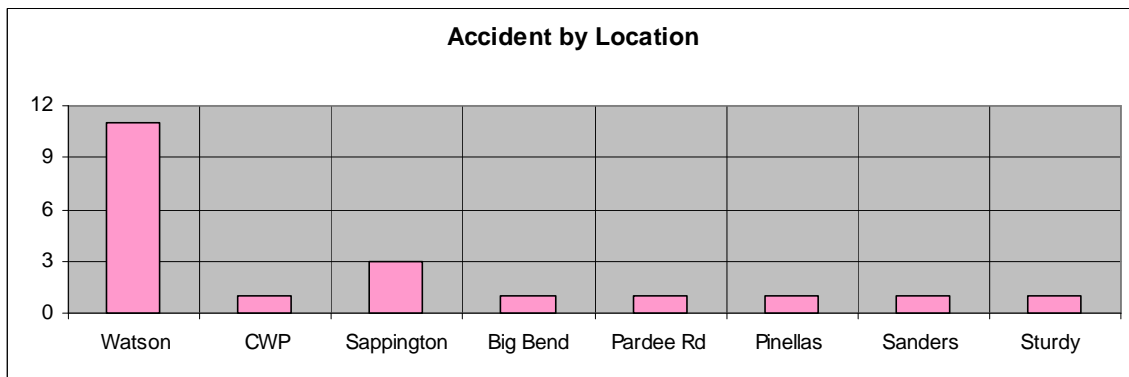 Accident by Location
12
9
6
3
0
Watson CWP Sappington Big Bend Pardee Rd Pinellas Sanders Sturdy